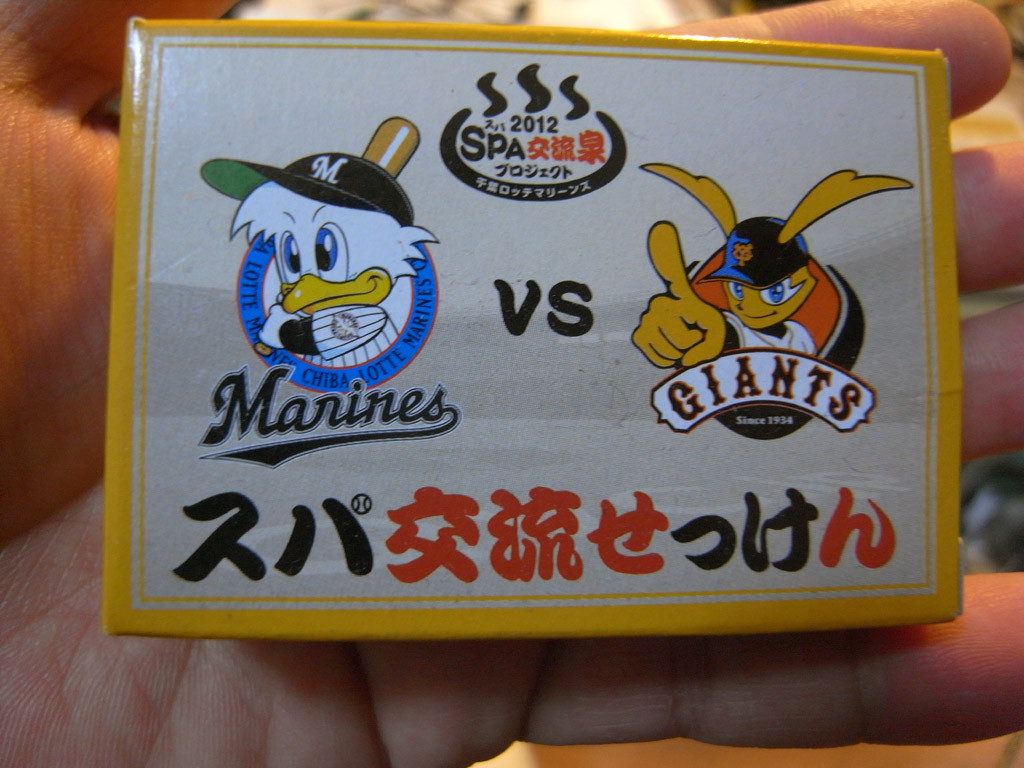 スパ
2012
SPA交流泉
プロジェクト
千葉ロッテマリーンズ
M
CHIBA LOTTE MARINES
Marines
VS
YG
GIANTS
Since 1934
スパ交流せっけん